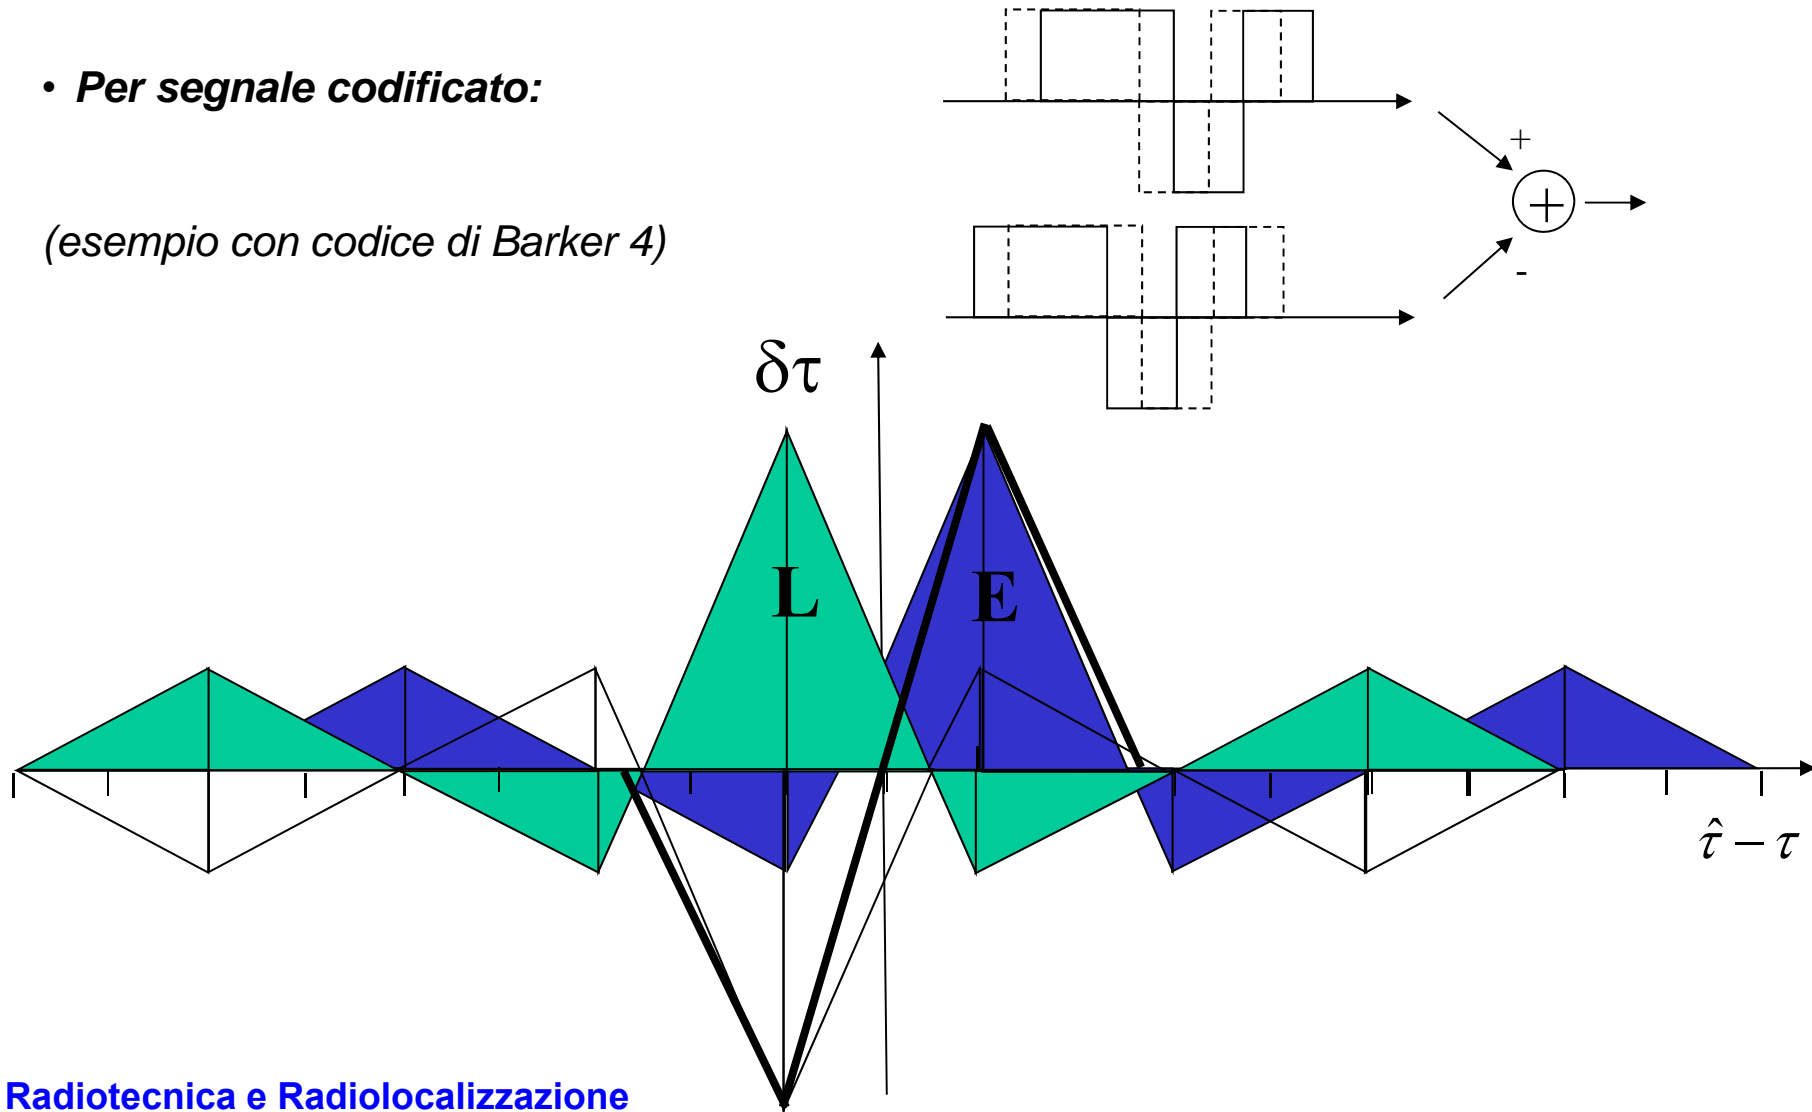 • Per segnale codificato:
(esempio con codice di Barker 4)
+
+
-
δτ
L
E
τ̂ − τ
Radiotecnica e Radiolocalizzazione